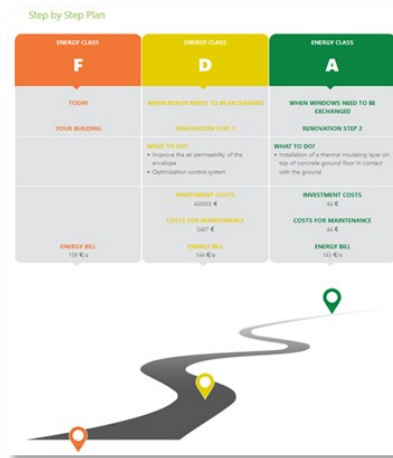 Step by Step Plan
ENERGY CLASS
F
TODAY
YOUR BUILDING
ENERGY BILL
159 €/a
ENERGY CLASS
D
WHEN BOILER NEEDS TO BE EXCHANGED
RENOVATION STEP 1
WHAT TO DO?
• Improve the air permeability of the
envelope
• Optimization control system
INVESTMENT COSTS
€
COSTS FOR MAINTENANCE
2487 €
ENERGY BILL
144 €/a
ENERGY CLASS
A
WHEN WINDOWS NEED TO BE
EXCHANGED
RENOVATION STEP 2
WHAT TO DO?
• Installation of a thermal insulating layer on
top of concrete ground floor in contact
with the ground
INVESTMENT COSTS
44 €
COSTS FOR MAINTENANCE
44 €
ENERGY BILL
143 €/a